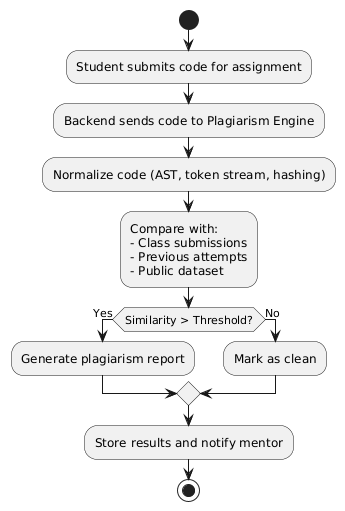 Student submits code for assignment
Backend sends code to Plagiarism Engine
Normalize code (AST, token stream, hashing)
Compare with:
- Class submissions
- Previous attempts
- Public dataset
Yes
Similarity > Threshold?
No
Generate plagiarism report
Mark as clean
Store results and notify mentor